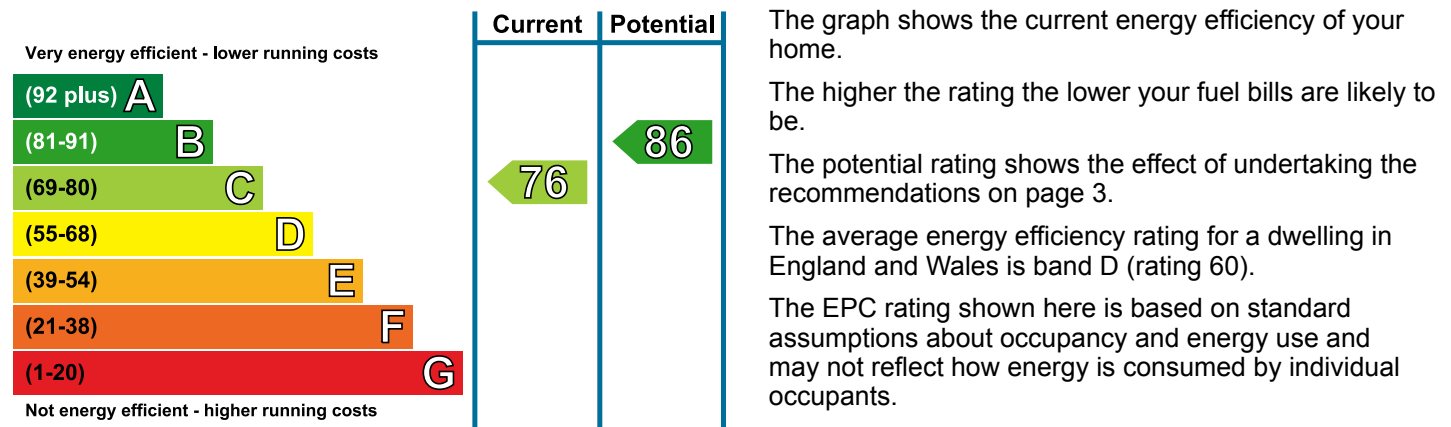 Current Potential
Very energy efficient - lower running costs
(92 plus) A
(81-91) B
86
(69-80) C
76
(55-68) D
(39-54) E
(21-38) F
(1-20) G
Not energy efficient - higher running costs
The graph shows the current energy efficiency of your
home.
The higher the rating the lower your fuel bills are likely to
be.
The potential rating shows the effect of undertaking the
recommendations on page 3.
The average energy efficiency rating for a dwelling in
England and Wales is band D (rating 60).
The EPC rating shown here is based on standard
assumptions about occupancy and energy use and
may not reflect how energy is consumed by individual
occupants.